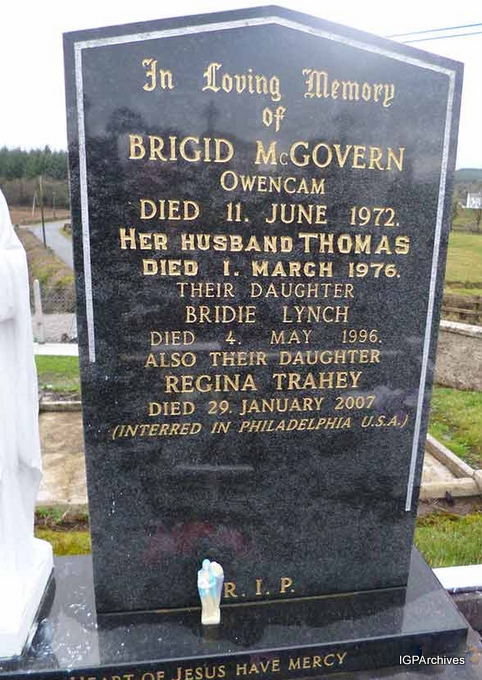 In Loving Memory
of
BRIGID McGOVERN
OWENCAM
DIED 11. JUNE 1972.
HER HUSBAND THOMAS
DIED 1. MARCH 1976.
THEIR DAUGHTER
BRIDIE LYNCH
DIED 4. MAY 1996.
ALSO THEIR DAUGHTER
REGINA TRAHEY
DIED 29. JANUARY 2007
(INTERRED IN PHILADELPHIA U.S.A.)
R. I. P.
HEART OF JESUS HAVE MERCY
IGPArchives